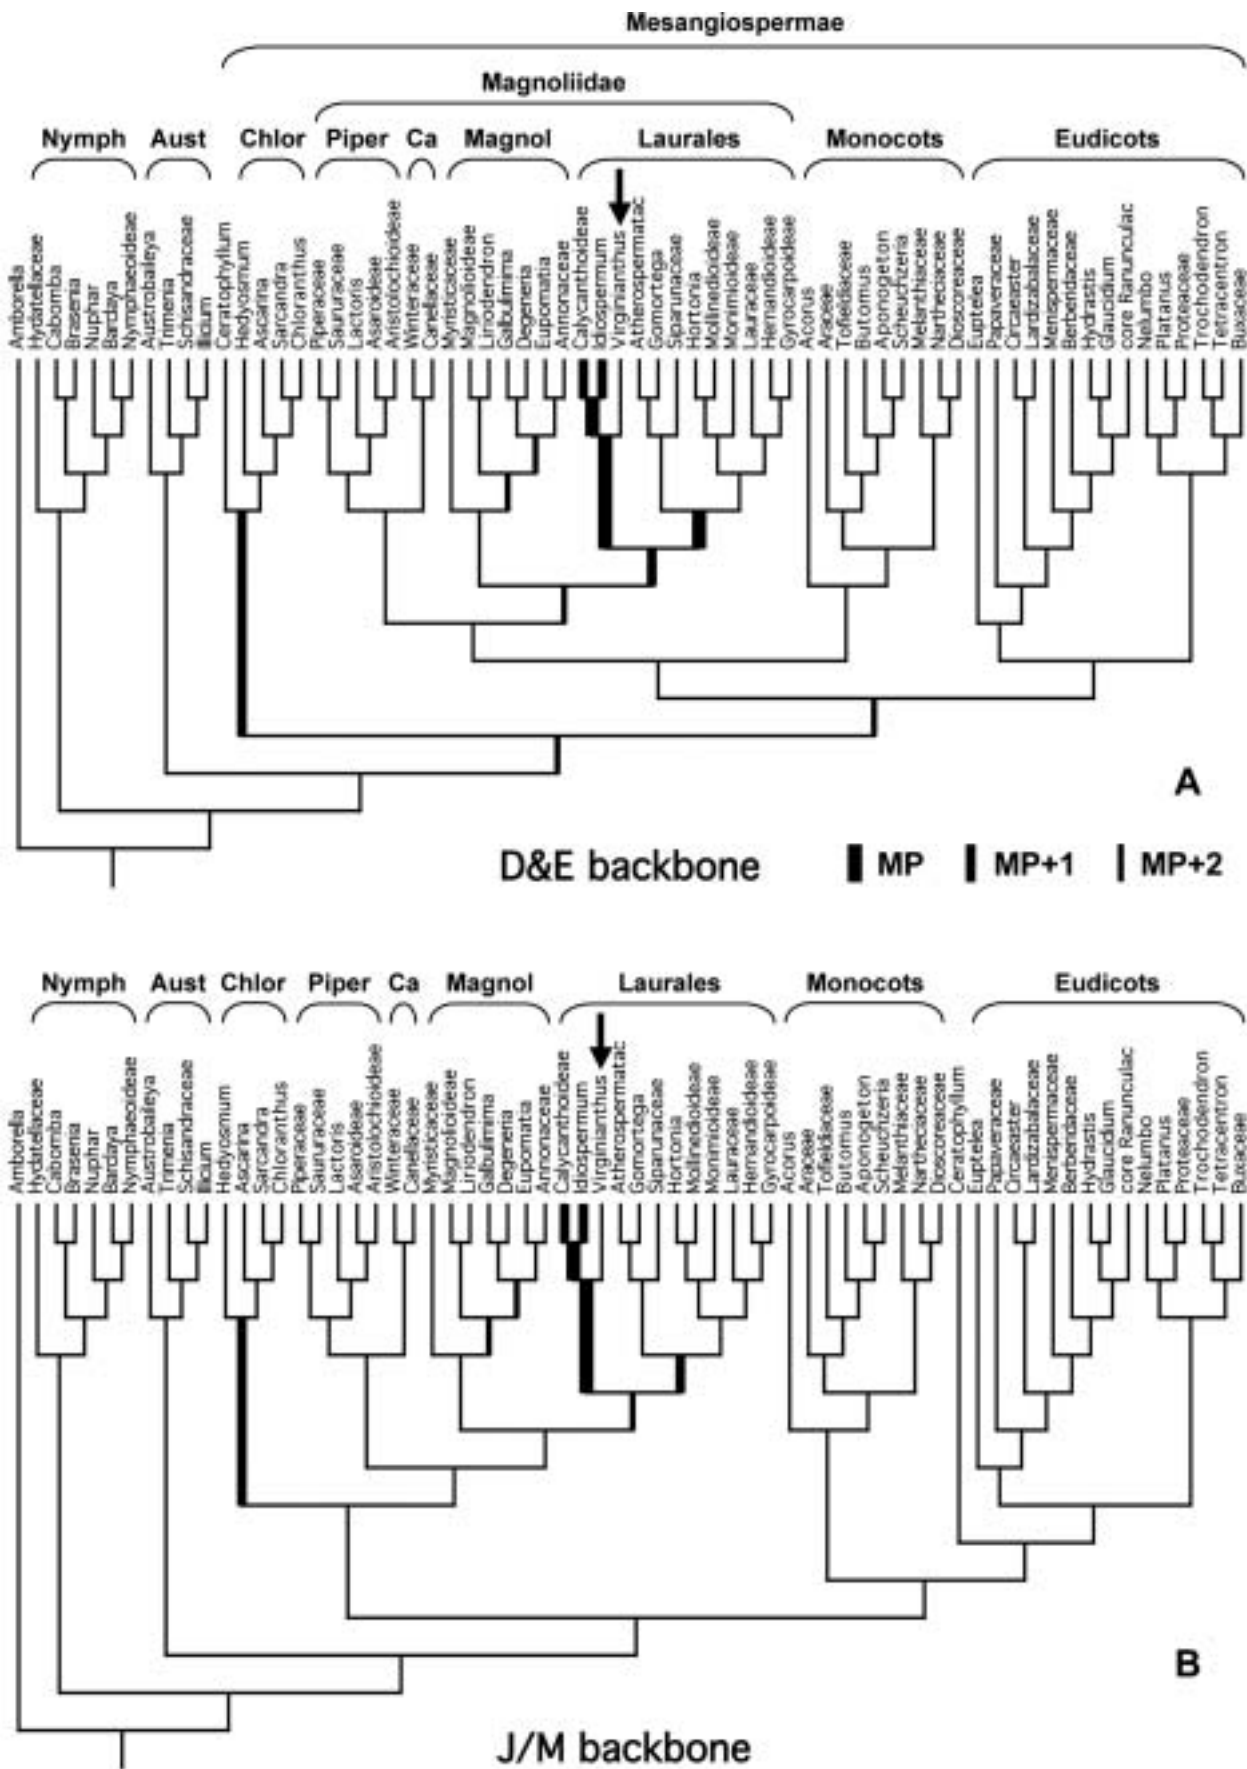 Mesangiospermae
Magnoliidae
Nymph Aust Chlor Piper Ca Magnol Laurales Monocots Eudicots
Amborella
Hydatellaceae
Cabomba
Brasenia
Nuphar
Barclaya
Nymphaeoideae
Austrobaileya
Trimenia
Schisandraceae
Illicium
Ceratophyllum
Hedyosmum
Ascarina
Sarcandra
Chloranthus
Piperaceae
Saururaceae
Lactoris
Asaroideae
Aristolochioideae
Winteraceae
Canellaceae
Myristicaceae
Magnolioideae
Liriodendron
Galbulimima
Degeneria
Eupomatia
Annonaceae
Calycanthoideae
Idiospermum
Virginianthus
Atherospermatac
Gomortega
Siparunaceae
Hortonia
Mollinedioideae
Monimioideae
Lauraceae
Hernandioideae
Gyrocarpoideae
Acorus
Araceae
Tofieldiaceae
Butomus
Aponogeton
Scheuchzeria
Melanthiaceae
Nartheciaceae
Dioscoreaceae
Euptelea
Papaveraceae
Circaeaster
Lardizabalaceae
Menispermaceae
Berberidaceae
Hydrastis
Glaucidium
core Ranunculac
Nelumbo
Platanus
Proteaceae
Trochodendron
Tetracentron
Buxaceae
A
D&E backbone MP MP+1 MP+2
Nymph Aust Chlor Piper Ca Magnol Laurales Monocots Eudicots
Amborella
Hydatellaceae
Cabomba
Brasenia
Nuphar
Barclaya
Nymphaeoideae
Austrobaileya
Trimenia
Schisandraceae
Illicium
Hedyosmum
Ascarina
Sarcandra
Chloranthus
Piperaceae
Saururaceae
Lactoris
Asaroideae
Aristolochioideae
Winteraceae
Canellaceae
Myristicaceae
Magnolioideae
Liriodendron
Galbulimima
Degeneria
Eupomatia
Annonaceae
Calycanthoideae
Idiospermum
Virginianthus
Atherospermatac
Gomortega
Siparunaceae
Hortonia
Mollinedioideae
Monimioideae
Lauraceae
Hernandioideae
Gyrocarpoideae
Acorus
Araceae
Tofieldiaceae
Butomus
Aponogeton
Scheuchzeria
Melanthiaceae
Nartheciaceae
Dioscoreaceae
Ceratophyllum
Euptelea
Papaveraceae
Circaeaster
Lardizabalaceae
Menispermaceae
Berberidaceae
Hydrastis
Glaucidium
core Ranunculac
Nelumbo
Platanus
Proteaceae
Trochodendron
Tetracentron
Buxaceae
B
J/M backbone